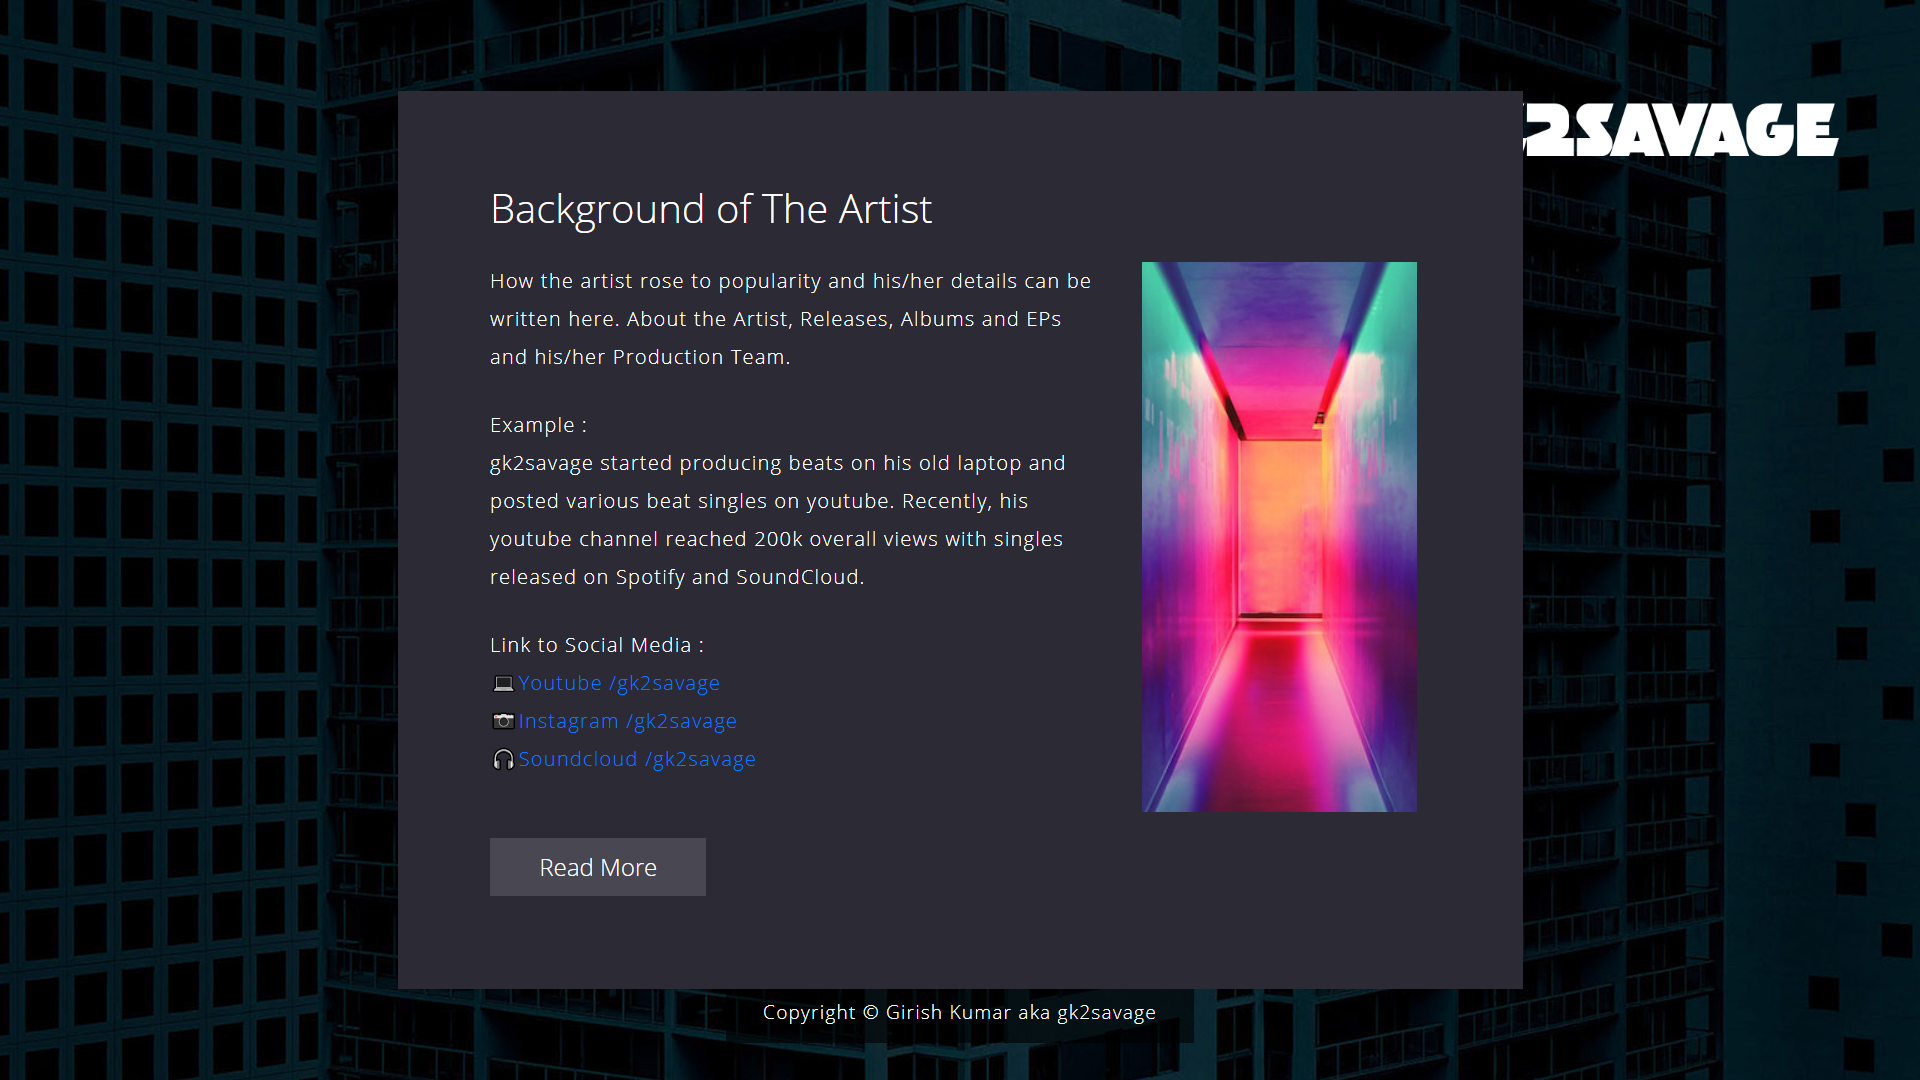 2SAVAGE
Background of The Artist
How the artist rose to popularity and his/her details can be
written here. About the Artist, Releases, Albums and EPs
and his/her Production Team.
Example :
gk2savage started producing beats on his old laptop and
posted various beat singles on youtube. Recently, his
youtube channel reached 200k overall views with singles
released on Spotify and SoundCloud.
Link to Social Media :
Youtube /gk2savage
Instagram /gk2savage
Soundcloud /gk2savage
Read More
Copyright © Girish Kumar aka gk2savage